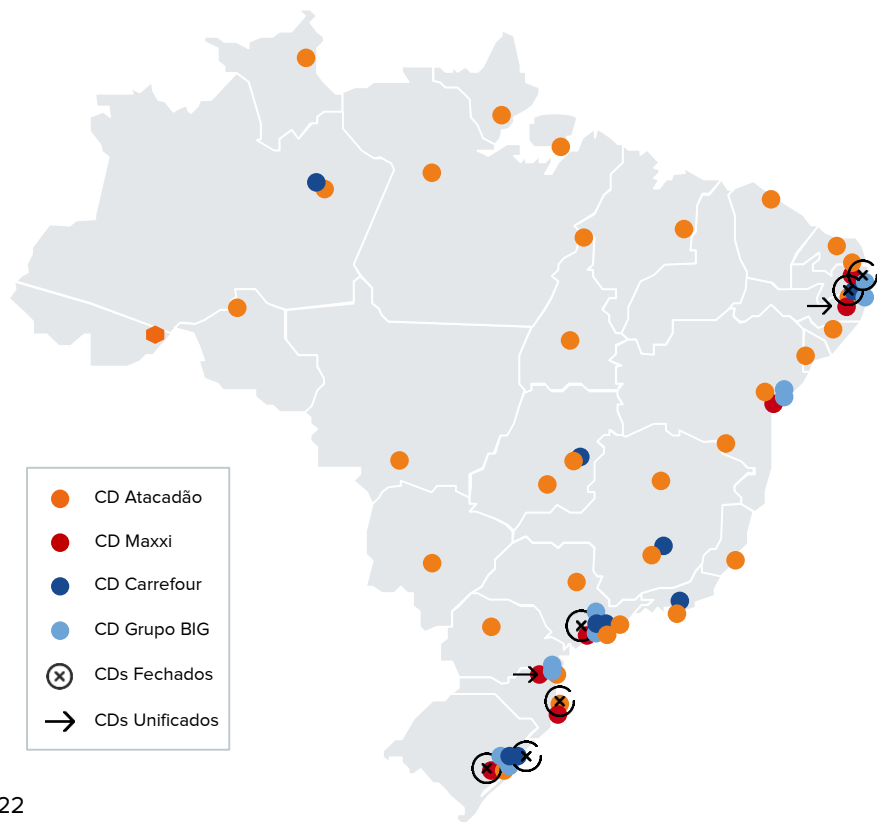 CD Atacadão
CD Maxxi
CD Carrefour
CD Grupo BIG
CDs Fechados
CDs Unificados
22